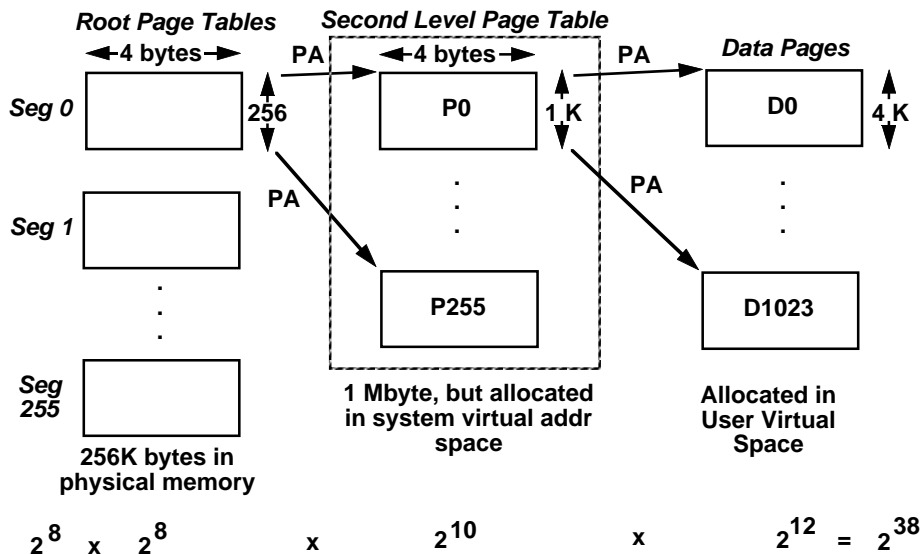 Root Page Tables
Second Level Page Table
Data Pages
4 bytes
PA
4 bytes
PA
Seg 0
256
P0
1 K
D0
4 K
PA
PA
Seg 1
P255
D1023
Seg
255
1 Mbyte, but allocated
in system virtual addr
space
Allocated in
User Virtual
Space
256K bytes in
physical memory
2^8 x 2^8 x 2^10 x 2^12 = 2^38